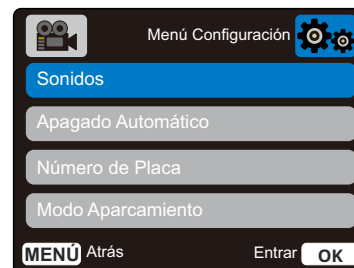 Menú Configuración
Sonidos
Apagado Automático
Número de Placa
Modo Aparcamiento
MENÚ Atrás Entrar OK